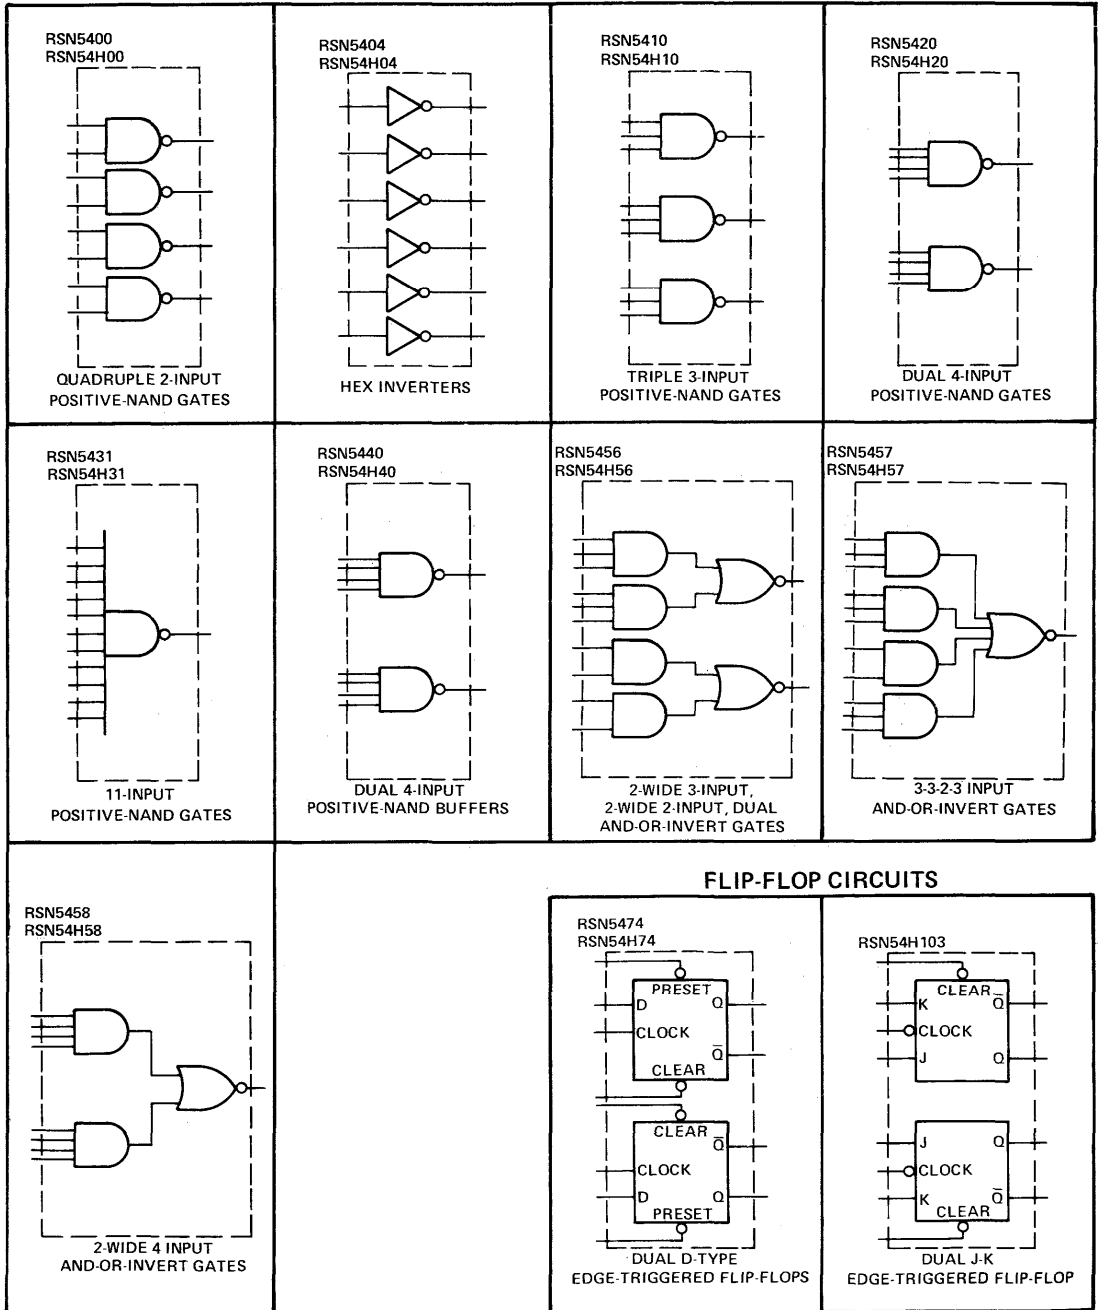 RSN5400
RSN54H00
QUADRUPLE 2-INPUT
POSITIVE-NAND GATES
RSN5404
RSN54H04
HEX INVERTERS
RSN5410
RSN54H10
TRIPLE 3-INPUT
POSITIVE-NAND GATES
RSN5420
RSN54H20
DUAL 4-INPUT
POSITIVE-NAND GATES
RSN5431
RSN54H31
11-INPUT
POSITIVE-NAND GATES
RSN5440
RSN54H40
DUAL 4-INPUT
POSITIVE-NAND BUFFERS
RSN5456
RSN54H56
2-WIDE 3-INPUT,
2-WIDE 2-INPUT, DUAL
AND-OR-INVERT GATES
RSN5457
RSN54H57
3-3-2-3 INPUT
AND-OR-INVERT GATES
RSN5458
RSN54H58
2-WIDE 4 INPUT
AND-OR-INVERT GATES
FLIP-FLOP CIRCUITS
RSN5474
RSN54H74
PRESET
D Q
CLOCK
Q̅
CLEAR
CLEAR
Q̅
CLOCK
D Q
PRESET
DUAL D-TYPE
EDGE-TRIGGERED FLIP-FLOPS
RSN54H103
CLEAR
K Q̅
CLOCK
J Q
J Q
CLOCK
K Q̅
CLEAR
DUAL J-K
EDGE-TRIGGERED FLIP-FLOP